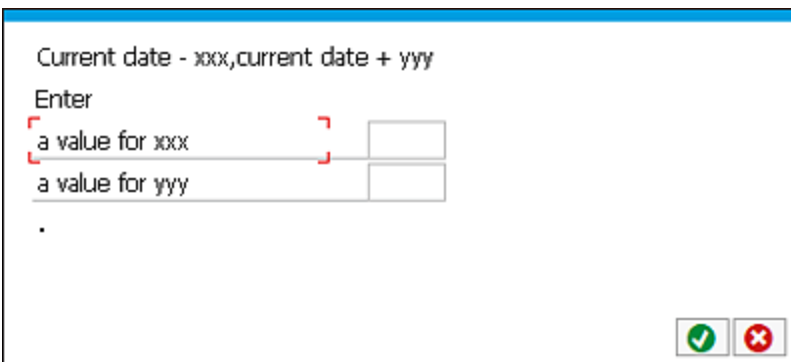 Current date - xxx,current date + yyy
Enter
a value for xxx
a value for yyy
.